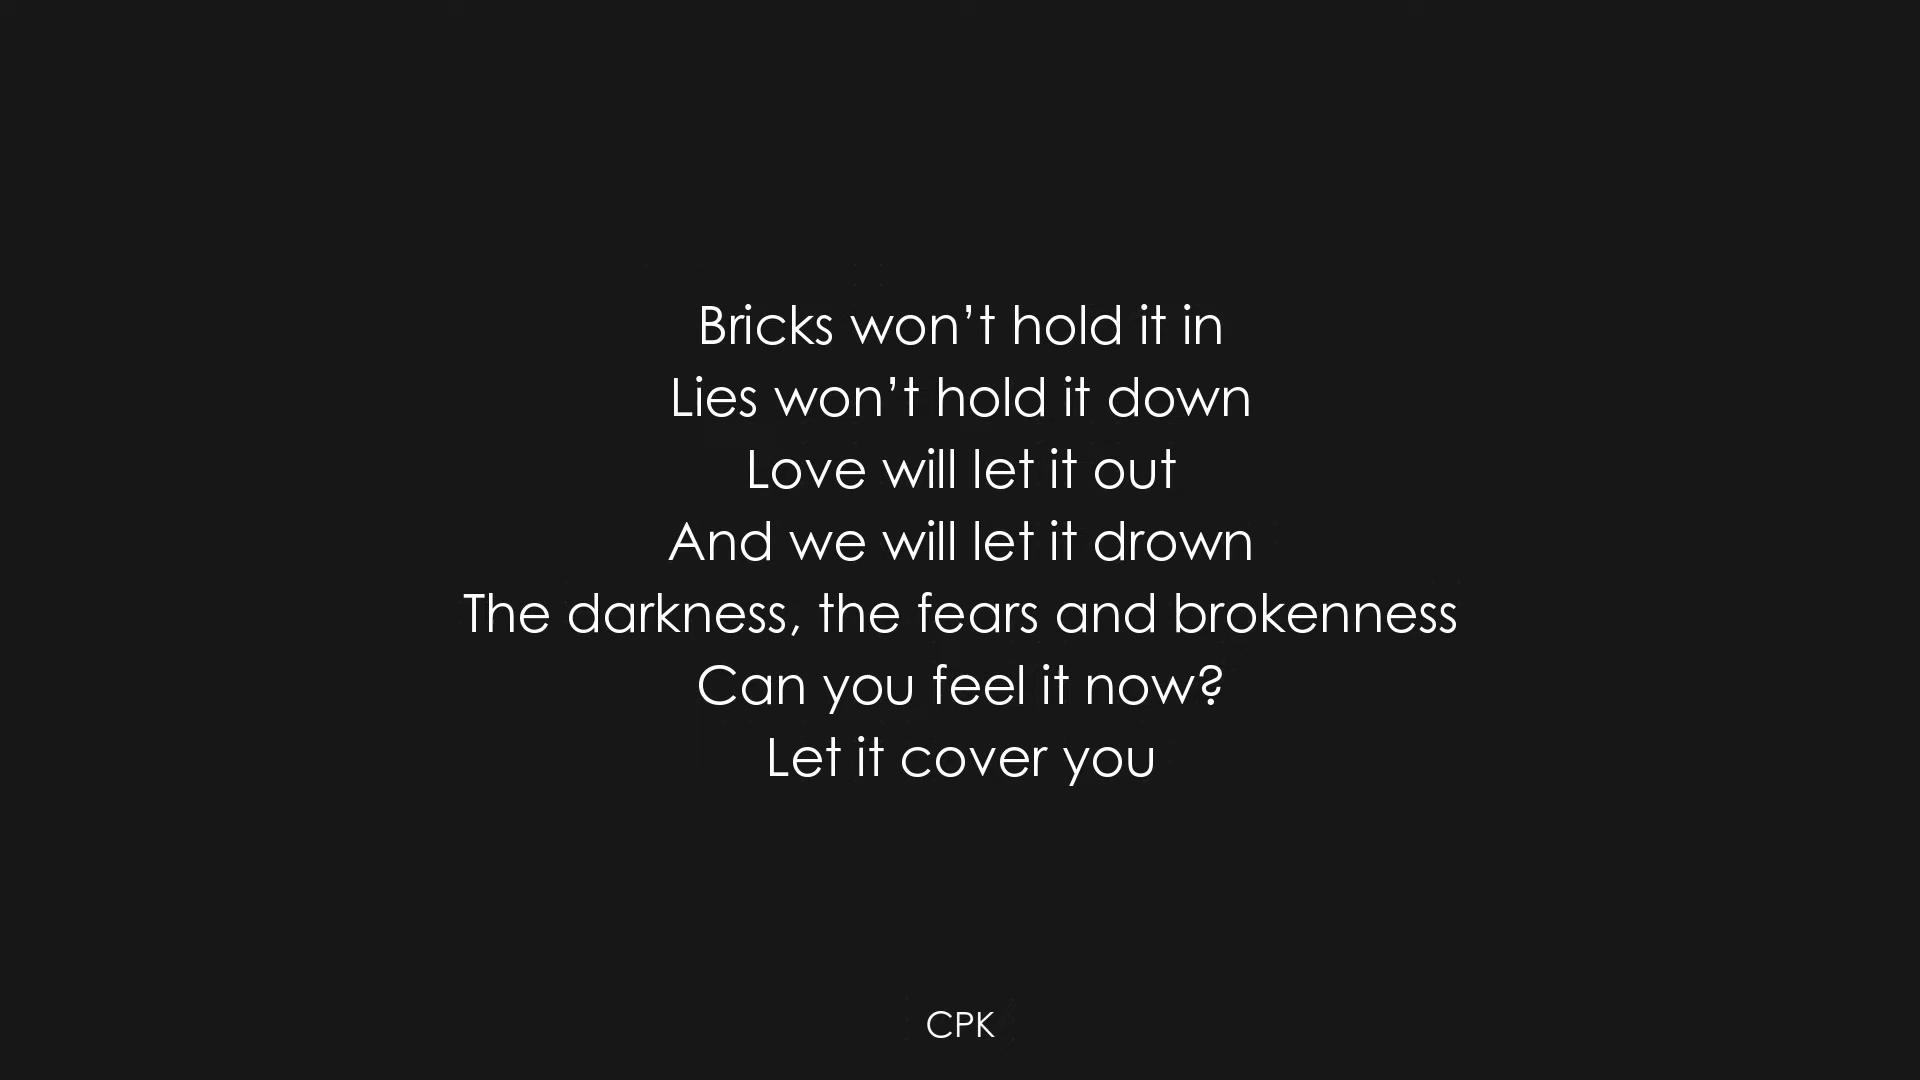 Bricks won’t hold it in
Lies won’t hold it down
Love will let it out
And we will let it drown
The darkness, the fears and brokenness
Can you feel it now?
Let it cover you
CPK